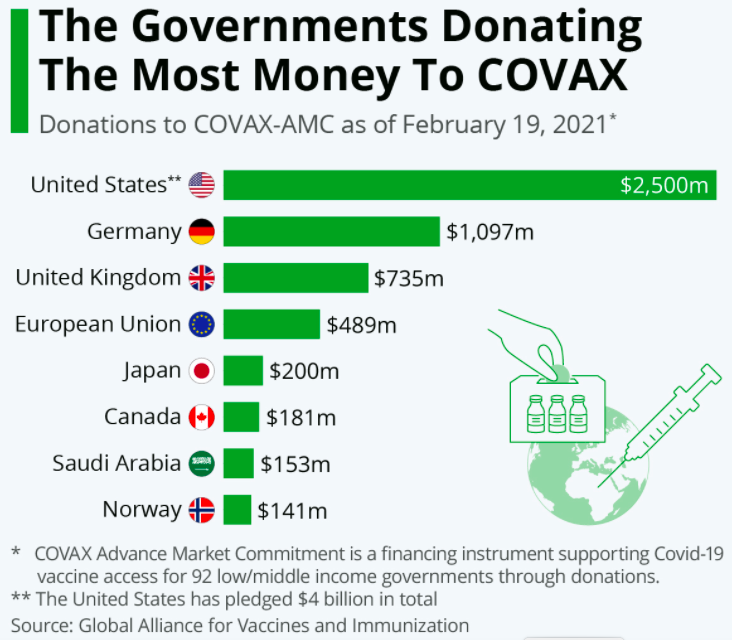 The Governments Donating
The Most Money To COVAX
Donations to COVAX-AMC as of February 19, 2021*
United States** $2,500m
Germany $1,097m
United Kingdom $735m
European Union $489m
Japan $200m
Canada $181m
Saudi Arabia $153m
Norway $141m
* COVAX Advance Market Commitment is a financing instrument supporting Covid-19
vaccine access for 92 low/middle income governments through donations.
** The United States has pledged $4 billion in total
Source: Global Alliance for Vaccines and Immunization